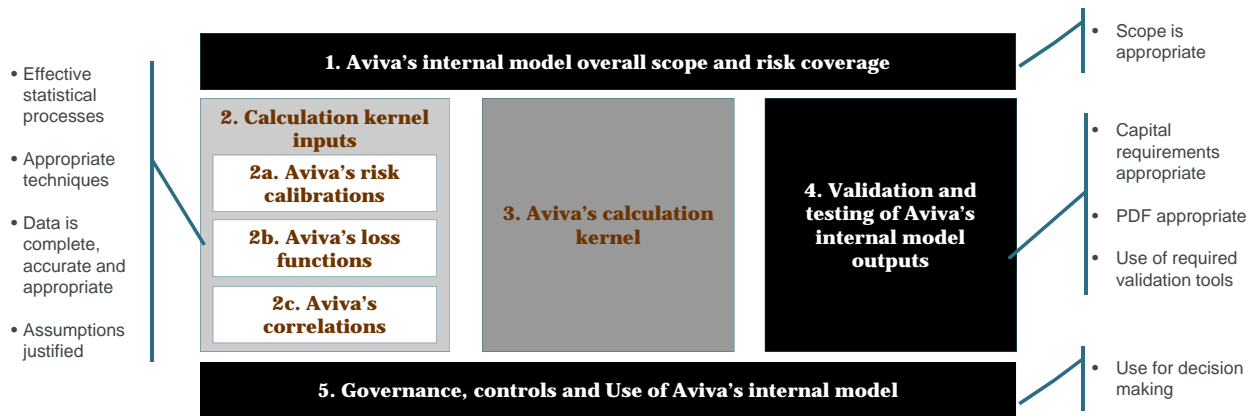 1. Aviva's internal model overall scope and risk coverage
• Scope is
appropriate
• Effective
statistical
processes
• Appropriate
techniques
• Data is
complete,
accurate and
appropriate
• Assumptions
justified
2. Calculation kernel
inputs
2a. Aviva's risk
calibrations
2b. Aviva's loss
functions
2c. Aviva's
correlations
3. Aviva's calculation
kernel
4. Validation and
testing of Aviva's
internal model
outputs
• Capital
requirements
appropriate
• PDF appropriate
• Use of required
validation tools
5. Governance, controls and Use of Aviva's internal model
• Use for decision
making